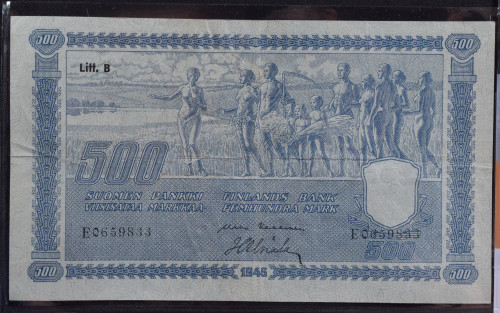 500 500
Litt. B
500
SUOMEN PANKKI FINLANDS BANK
VIISISATAA MARKKAA FEMHUNDRA MARK
E0659833 E0659833
500
500 1945 500